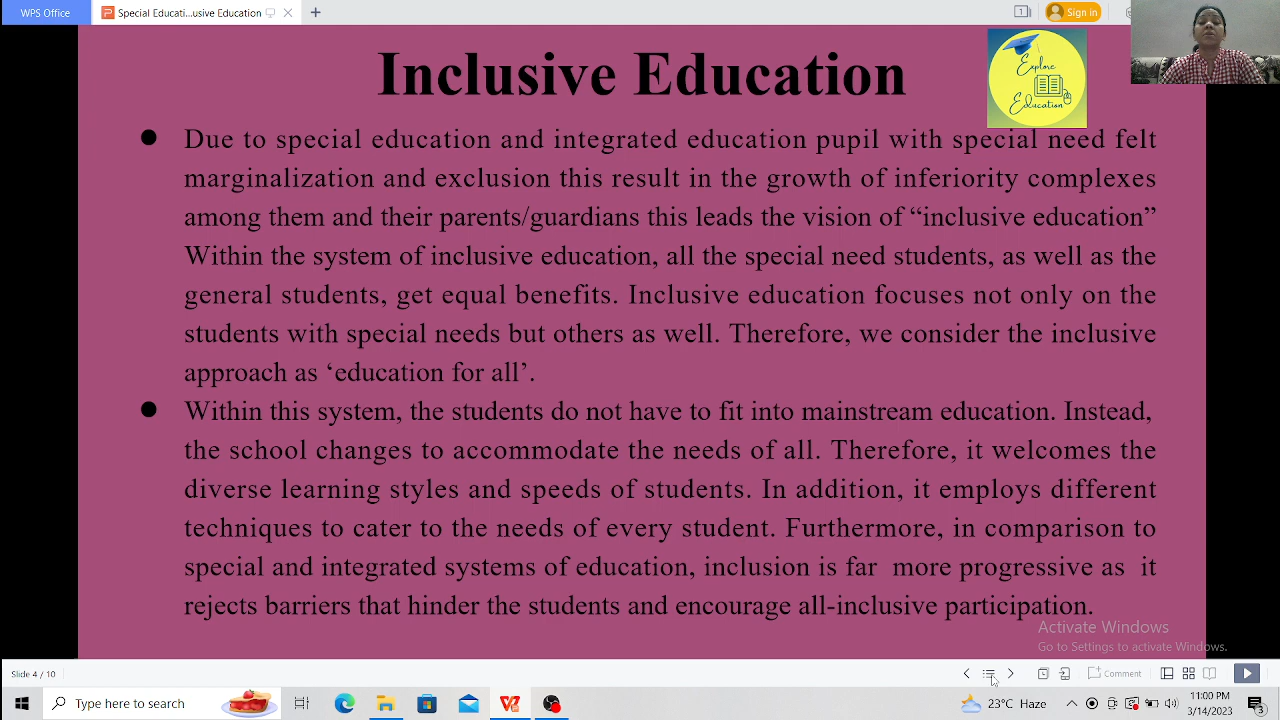 WPS Office
Special Educati...nclusive Education
Sign in
Inclusive Education
Explore
Education
● Due to special education and integrated education pupil with special need felt
marginalization and exclusion this result in the growth of inferiority complexes
among them and their parents/guardians this leads the vision of “inclusive education”
Within the system of inclusive education, all the special need students, as well as the
general students, get equal benefits. Inclusive education focuses not only on the
students with special needs but others as well. Therefore, we consider the inclusive
approach as ‘education for all’.
● Within this system, the students do not have to fit into mainstream education. Instead,
the school changes to accommodate the needs of all. Therefore, it welcomes the
diverse learning styles and speeds of students. In addition, it employs different
techniques to cater to the needs of every student. Furthermore, in comparison to
special and integrated systems of education, inclusion is far more progressive as it
rejects barriers that hinder the students and encourage all-inclusive participation.
Activate Windows
Go to Settings to activate Windows.
Slide 4 / 10
Comment
Type here to search
23°C Haze
11:00 PM
3/14/2023